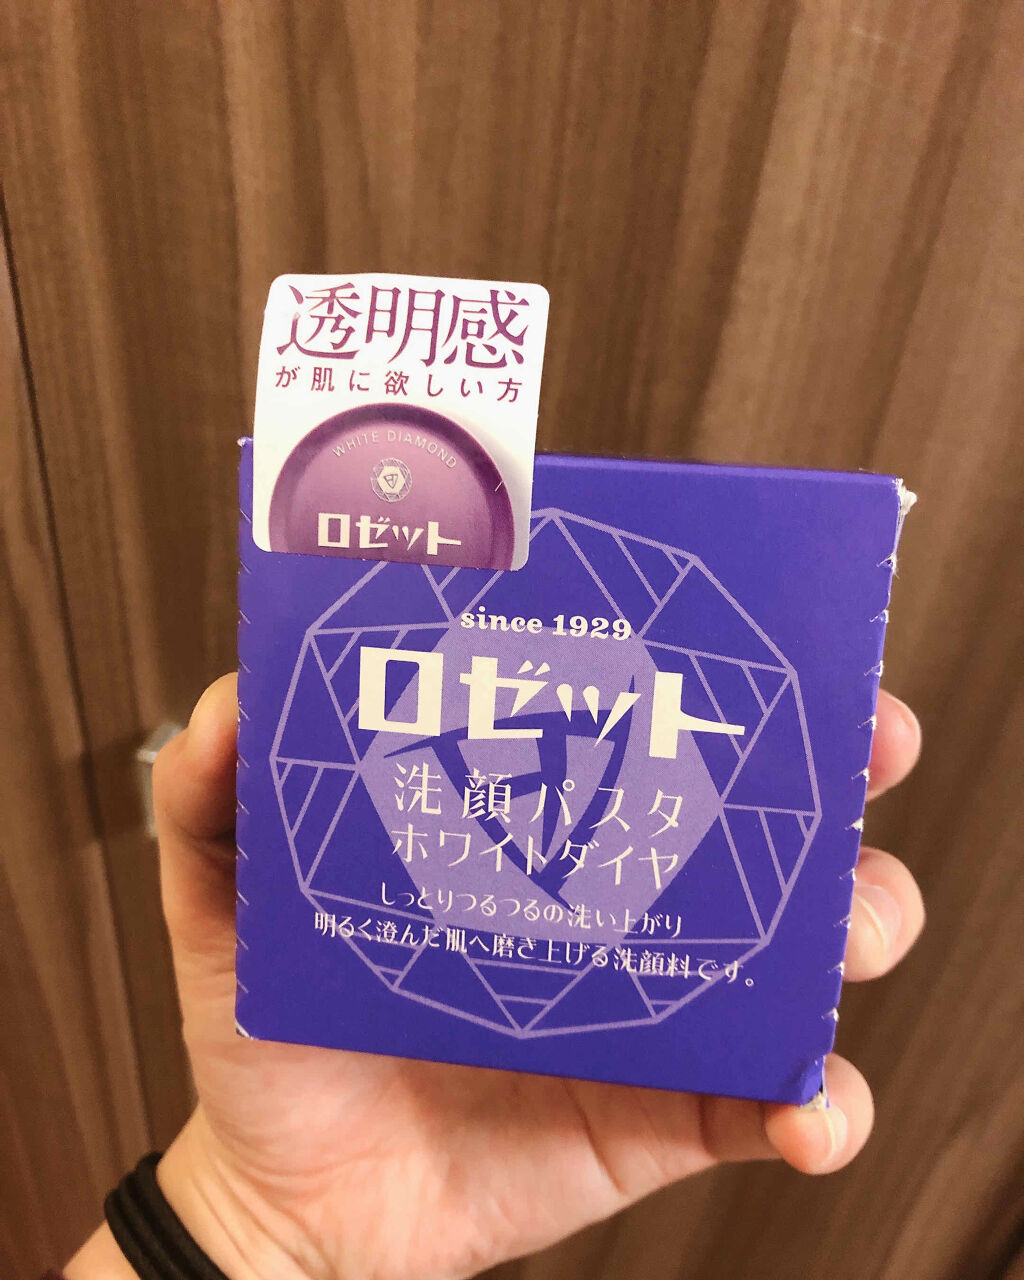 透明感
が肌に欲しい方
WHITE DIAMOND
ロゼット
since 1929
ロゼット
洗顔パスタ
ホワイトダイヤ
しっとりつるつるの洗い上がり
明るく澄んだ肌へ磨き上げる洗顔料です。